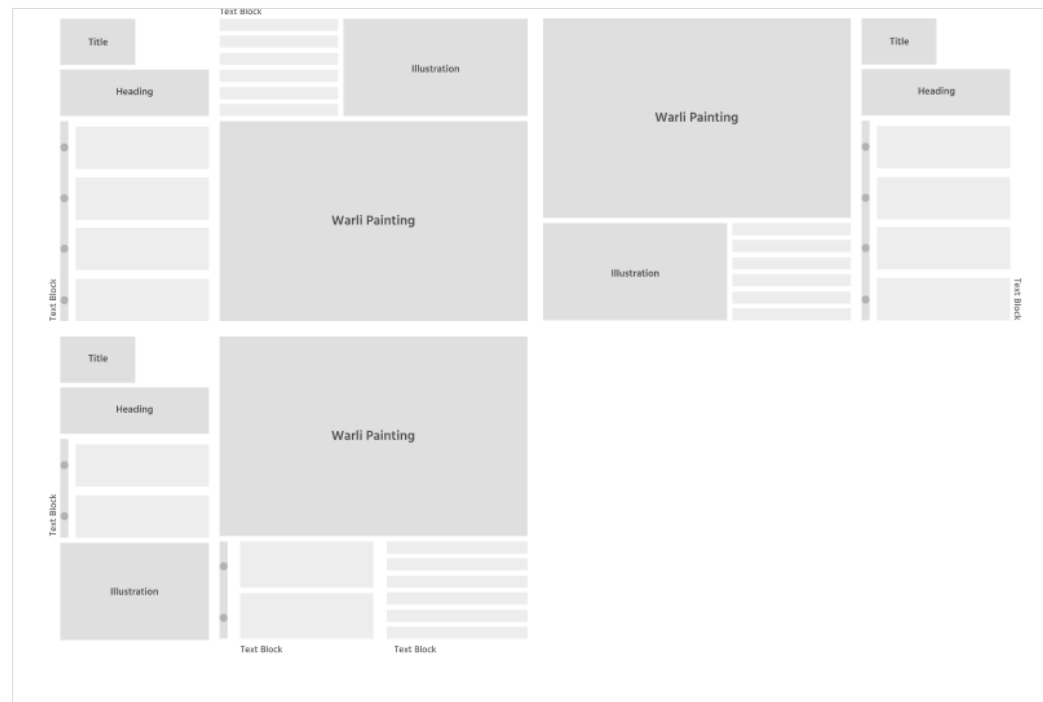 Title
Heading
Text Block
Text Block
Illustration
Warli Painting
Warli Painting
Illustration
Title
Heading
Text Block
Title
Heading
Text Block
Illustration
Warli Painting
Text Block
Text Block